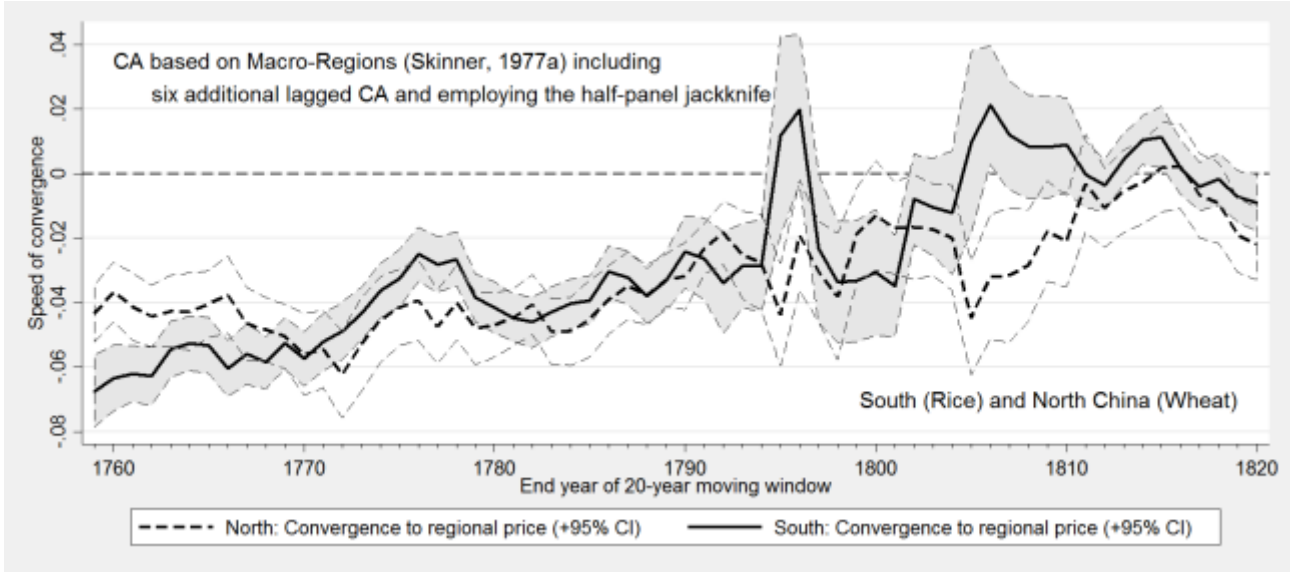 CA based on Macro-Regions (Skinner, 1977a) including
six additional lagged CA and employing the half-panel jackknife
Speed of convergence
.04
.02
0
-.02
-.04
-.06
-.08
South (Rice) and North China (Wheat)
1760 1770 1780 1790 1800 1810 1820
End year of 20-year moving window
North: Convergence to regional price (+95% CI) South: Convergence to regional price (+95% CI)